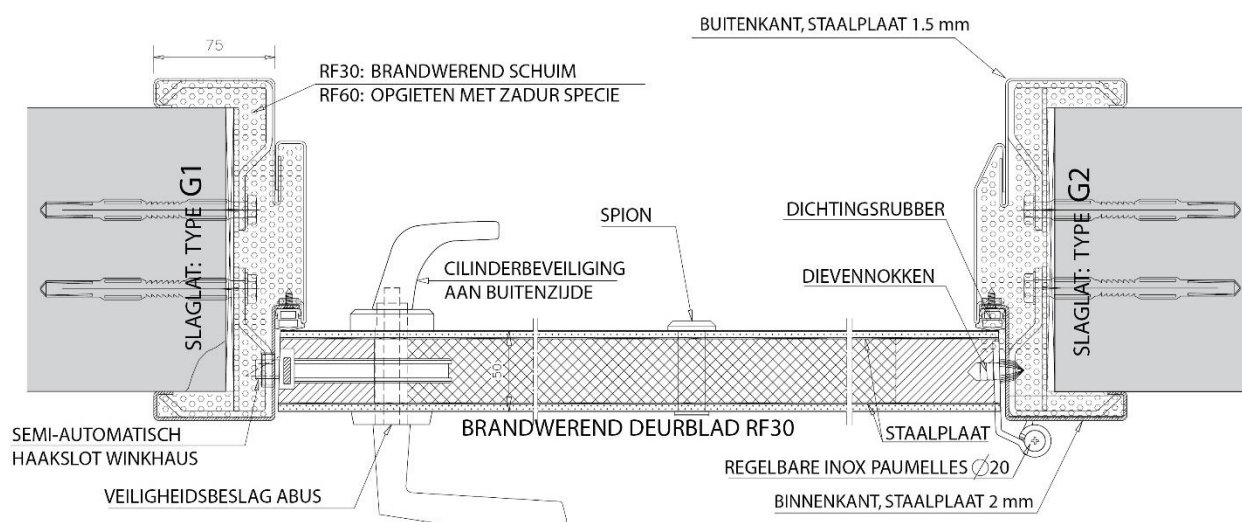 BUITENKANT, STAALPLAAT 1.5 mm
75
RF30: BRANDWEREND SCHUIM
RF60: OPGIETEN MET ZADUR SPECIE
SLAGLAT: TYPE G1
SPION
DICHTINGSRUBBER
SLAGLAT: TYPE G2
CILINDERBEVEILIGING
AAN BUITENZIJDE
DIEVENNOKKEN
50
SEMI-AUTOMATISCH
HAAKSLOT WINKHAUS
BRANDWEREND DEURBLAD RF30
STAALPLAAT
REGELBARE INOX PAUMELLES ∅20
VEILIGHEIDSBESLAG ABUS
BINNENKANT, STAALPLAAT 2 mm